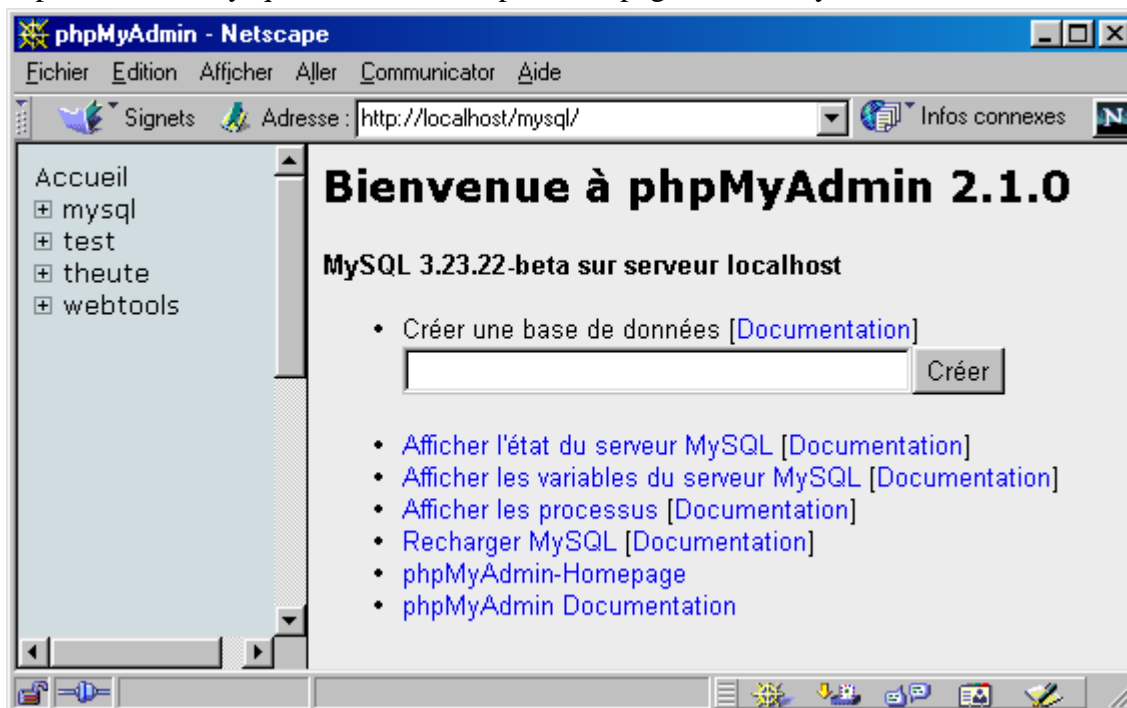 phpMyAdmin - Netscape
Fichier Edition Afficher Aller Communicator Aide
Signets Adresse : http://localhost/mysql/ Infos connexes N
Accueil
mysql
test
theute
webtools
Bienvenue à phpMyAdmin 2.1.0
MySQL 3.23.22-beta sur serveur localhost
• Créer une base de données [Documentation]
Créer
• Afficher l'état du serveur MySQL [Documentation]
• Afficher les variables du serveur MySQL [Documentation]
• Afficher les processus [Documentation]
• Recharger MySQL [Documentation]
• phpMyAdmin-Homepage
• phpMyAdmin Documentation